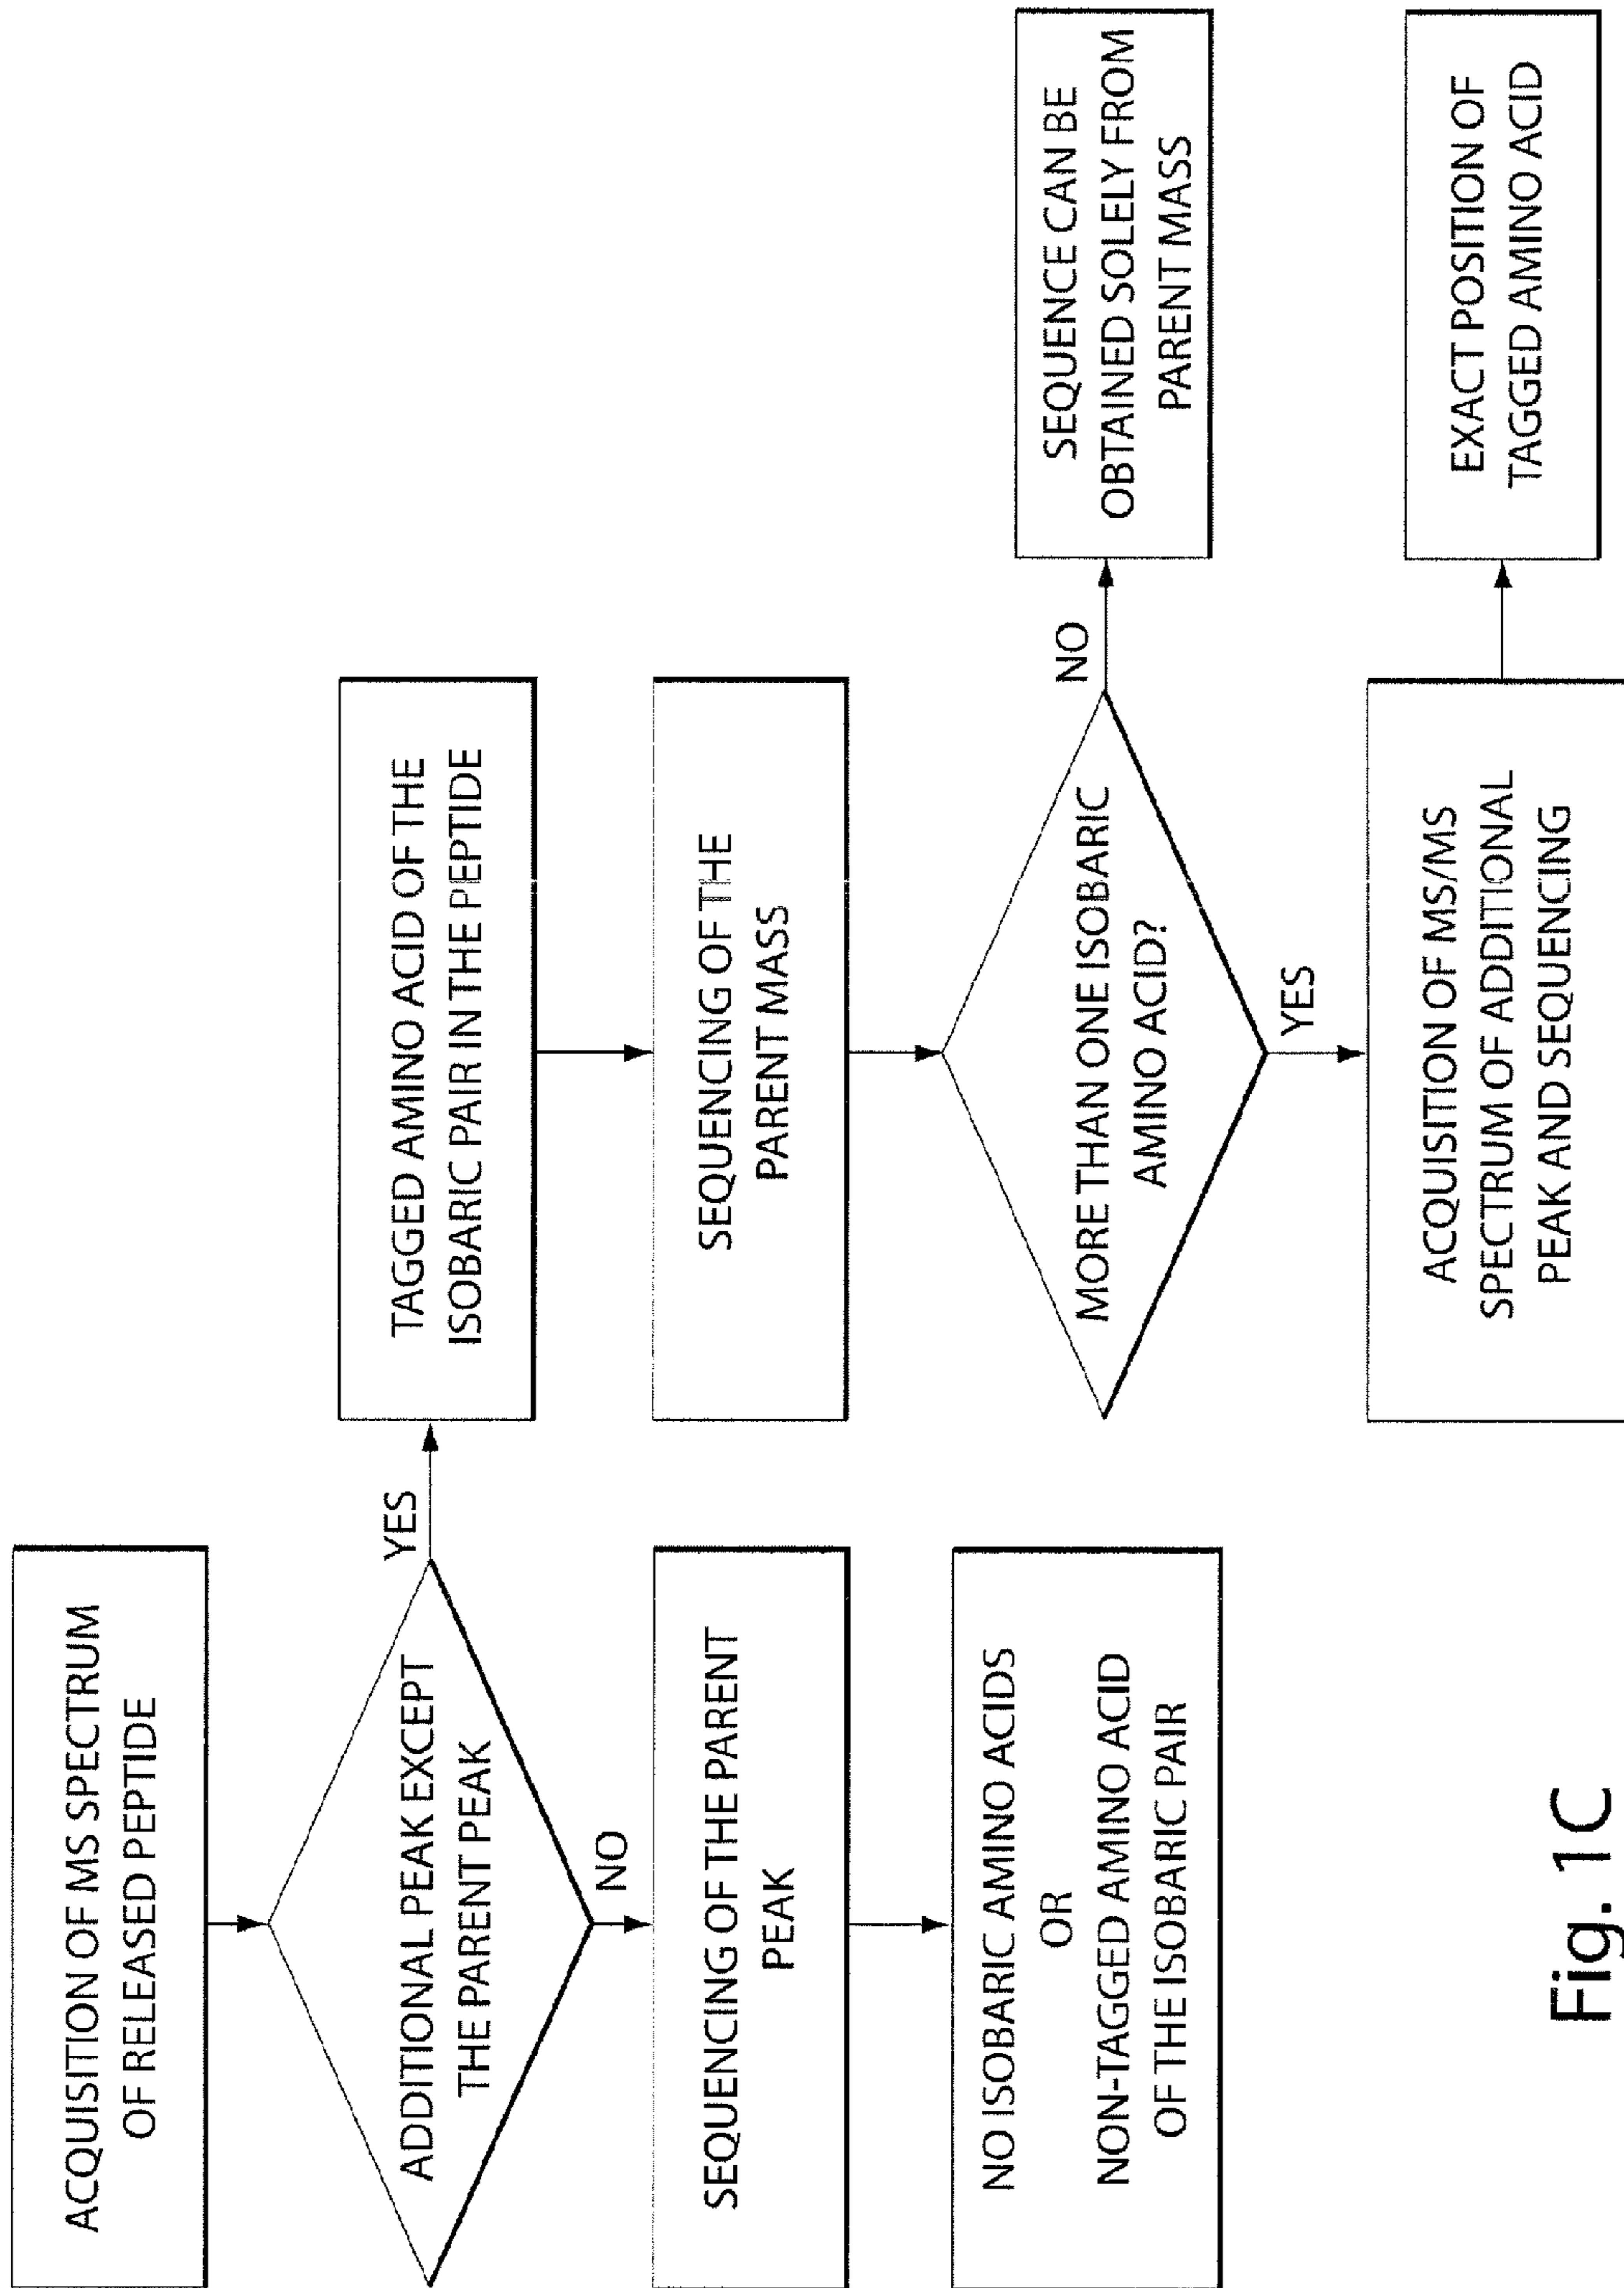 ACQUISITION OF MS SPECTRUM
OF RELEASED PEPTIDE
ADDITIONAL PEAK EXCEPT
THE PARENT PEAK
YES
NO
SEQUENCING OF THE PARENT
PEAK
NO ISOBARIC AMINO ACIDS
OR
NON-TAGGED AMINO ACID
OF THE ISOBARIC PAIR
TAGGED AMINO ACID OF THE
ISOBARIC PAIR IN THE PEPTIDE
SEQUENCING OF THE
PARENT MASS
MORE THAN ONE ISOBARIC
AMINO ACID?
NO
YES
SEQUENCE CAN BE
OBTAINED SOLELY FROM
PARENT MASS
ACQUISITION OF MS/MS
SPECTRUM OF ADDITIONAL
PEAK AND SEQUENCING
EXACT POSITION OF
TAGGED AMINO ACID
Fig. 1C